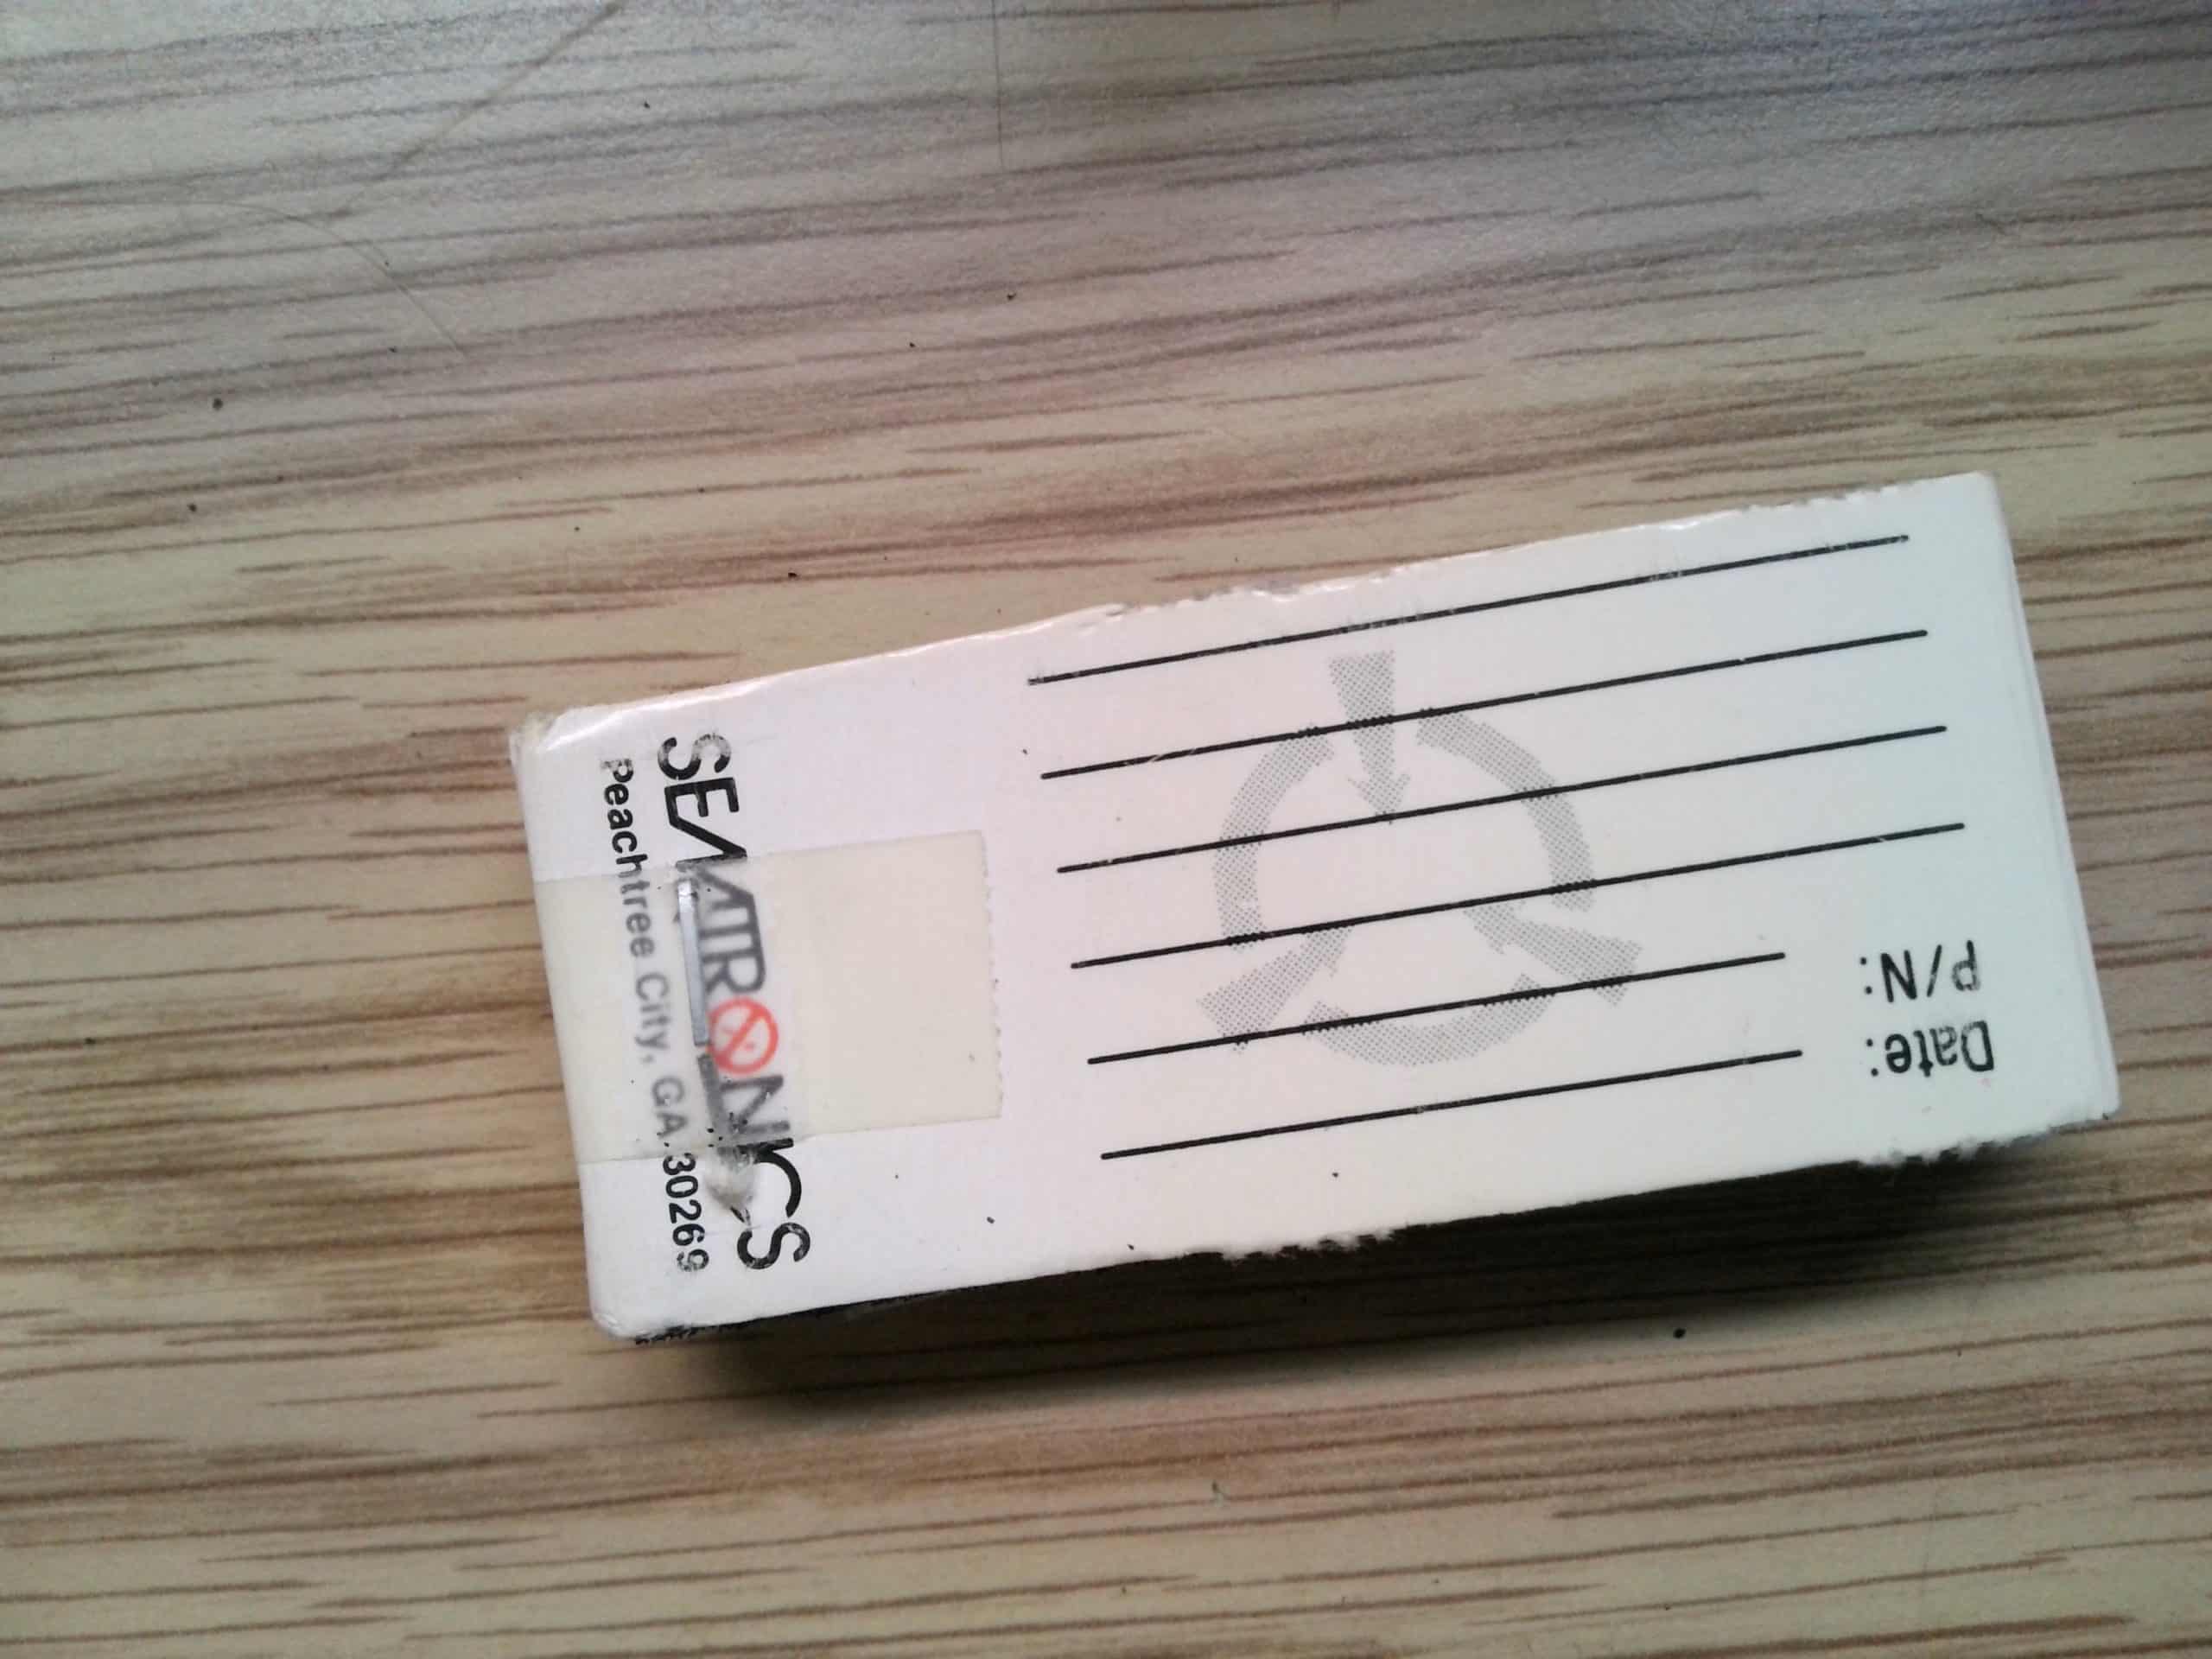 SEMTRONICS
Peachtree City, GA. 30269
Date:
P/N: